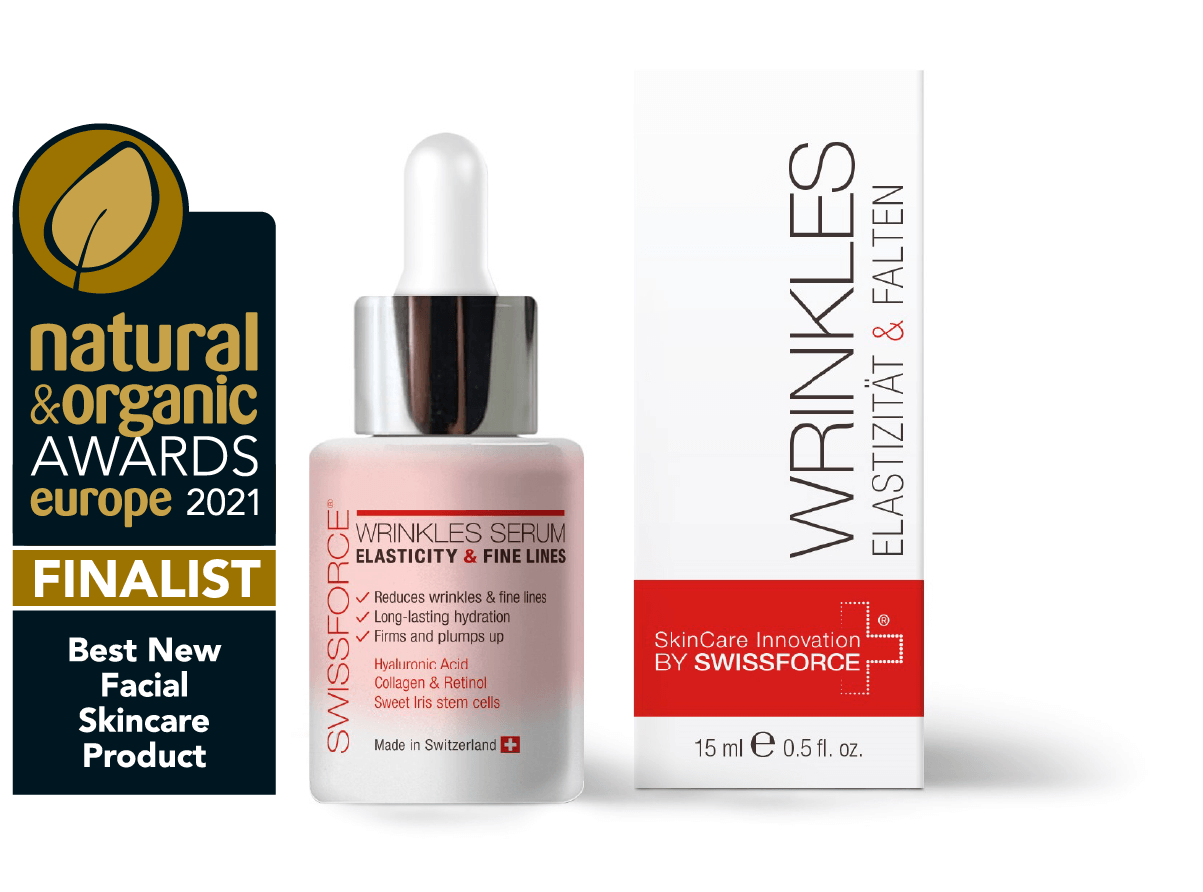 natural
&organic
AWARDS
europe 2021
FINALIST
Best New
Facial
Skincare
Product
SWISSFORCE®
WRINKLES SERUM
ELASTICITY & FINE LINES
✓ Reduces wrinkles & fine lines
✓ Long-lasting hydration
✓ Firms and plumps up
Hyaluronic Acid
Collagen & Retinol
Sweet Iris stem cells
Made in Switzerland
WRINKLES
ELASTIZITÄT & FALTEN
SkinCare Innovation
BY SWISSFORCE
®
15 ml e 0.5 fl. oz.